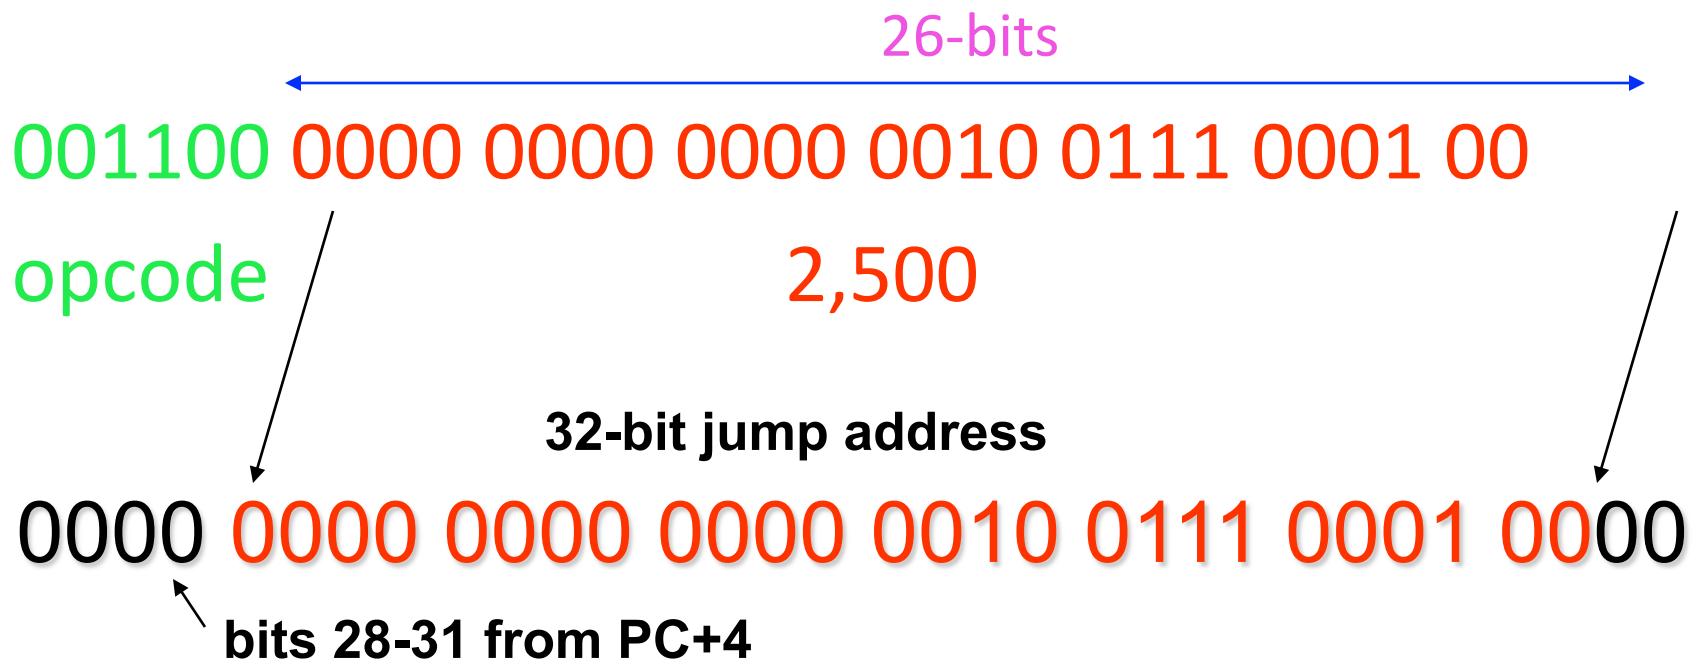 26-bits
001100 0000 0000 0000 0010 0111 0001 00
opcode 2,500
32-bit jump address
0000 0000 0000 0000 0010 0111 0001 0000
bits 28-31 from PC+4